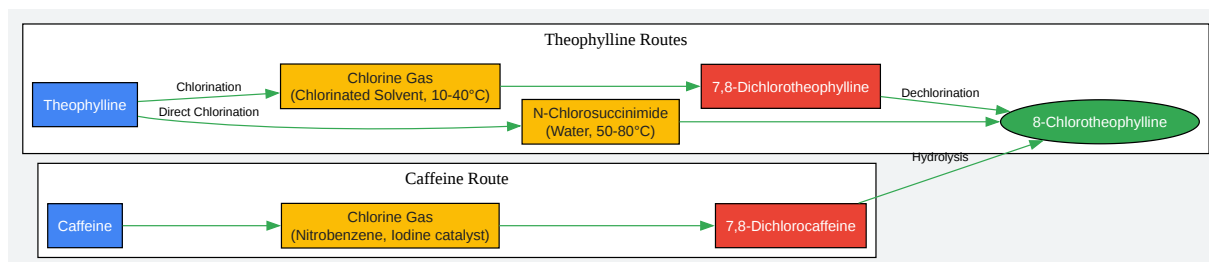 Theophylline Routes
Theophylline
Chlorination
Direct Chlorination
Chlorine Gas
(Chlorinated Solvent, 10-40°C)
N-Chlorosuccinimide
(Water, 50-80°C)
7,8-Dichlorotheophylline
Dechlorination
8-Chlorotheophylline
Hydrolysis
Caffeine Route
Caffeine
Chlorine Gas
(Nitrobenzene, Iodine catalyst)
7,8-Dichlorocaffeine